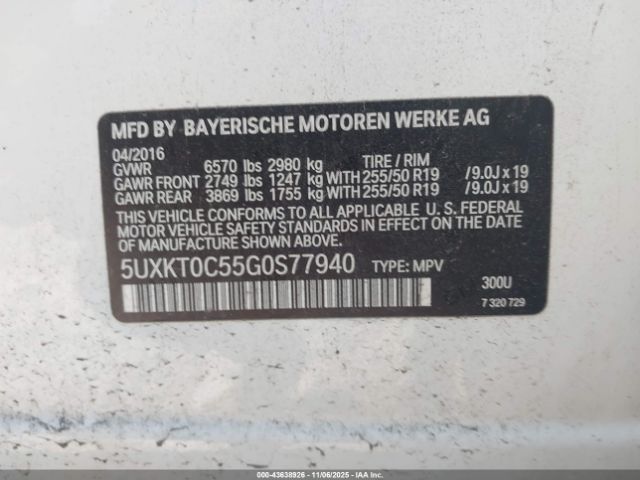 MFD BY BAYERISCHE MOTOREN WERKE AG
04/2016
GVWR 6570 lbs 2980 kg TIRE / RIM
GAWR FRONT 2749 lbs 1247 kg WITH 255/50 R19 /9.0J x 19
GAWR REAR 3869 lbs 1755 kg WITH 255/50 R19 /9.0J x 19
THIS VEHICLE CONFORMS TO ALL APPLICABLE U. S. FEDERAL
MOTOR VEHICLE SAFETY STANDARDS IN EFFECT ON THE DATE
OF MANUFACTURE SHOWN ABOVE.
5UXKT0C55G0S77940 TYPE: MPV
300U
7 320 729
© IAAI-43638926 | 11/06/2025 - IAAI.COM